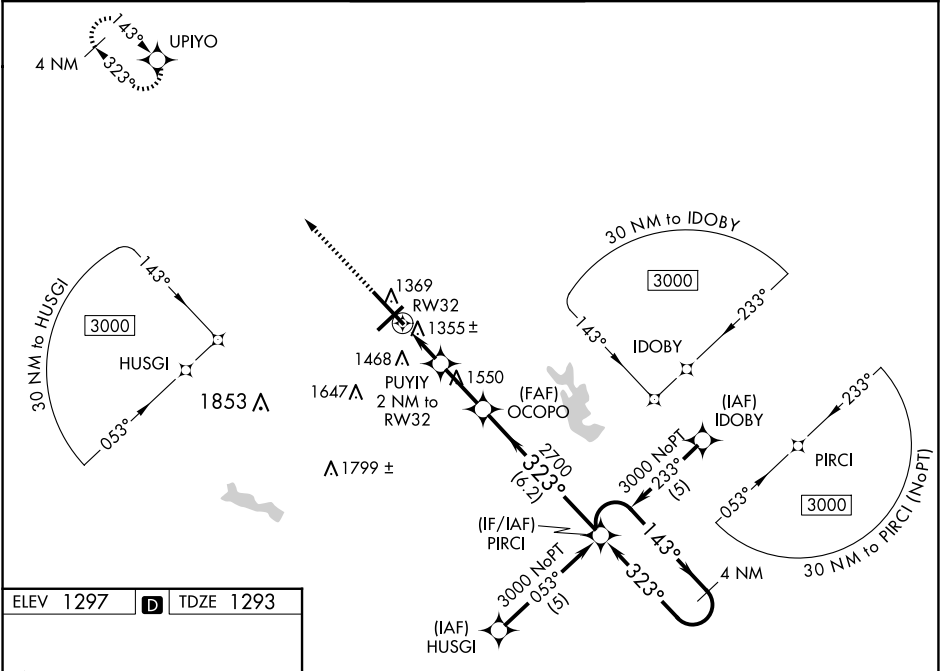 143°
UPIYO
4 NM
323°
30 NM to IDOBY
3000
143°
233°
IDOBY
30 NM to HUSGI
143°
3000
HUSGI
053°
1369
RW32
1355 ±
1468
PUYIY
2 NM to
RW32
1550
1647
1853
1799 ±
(FAF)
OCOPO
2700
323°
(6.2)
(IAF)
IDOBY
3000 NoPT
233°
(5)
233°
PIRCI
053°
3000
30 NM to PIRCI (NoPT)
(IF/IAF)
PIRCI
143°
323°
4 NM
3000 NoPT
053°
(5)
(IAF)
HUSGI
ELEV 1297 D TDZE 1293